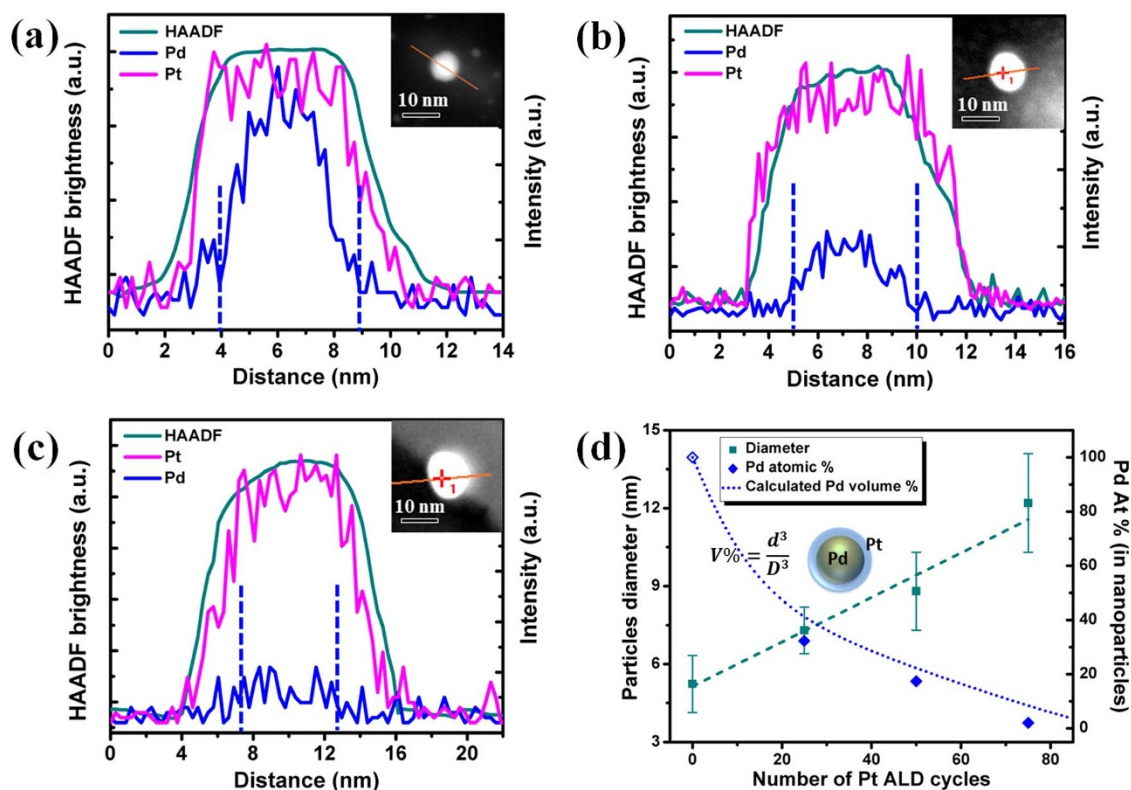 (a)
HAADF
Pd
Pt
10 nm
HAADF brightness (a.u.)
Intensity (a.u.)
0 2 4 6 8 10 12 14
Distance (nm)
(b)
HAADF
Pd
Pt
1
10 nm
HAADF brightness (a.u.)
Intensity (a.u.)
0 2 4 6 8 10 12 14 16
Distance (nm)
(c)
HAADF
Pt
Pd
1
10 nm
HAADF brightness (a.u.)
Intensity (a.u.)
0 4 8 12 16 20
Distance (nm)
(d)
Diameter
Pd atomic %
Calculated Pd volume %
V% = d³/D³
Pd
Pt
Particles diameter (nm)
15
12
9
6
3
Pd At % (in nanoparticles)
100
80
60
40
20
0
0 20 40 60 80
Number of Pt ALD cycles